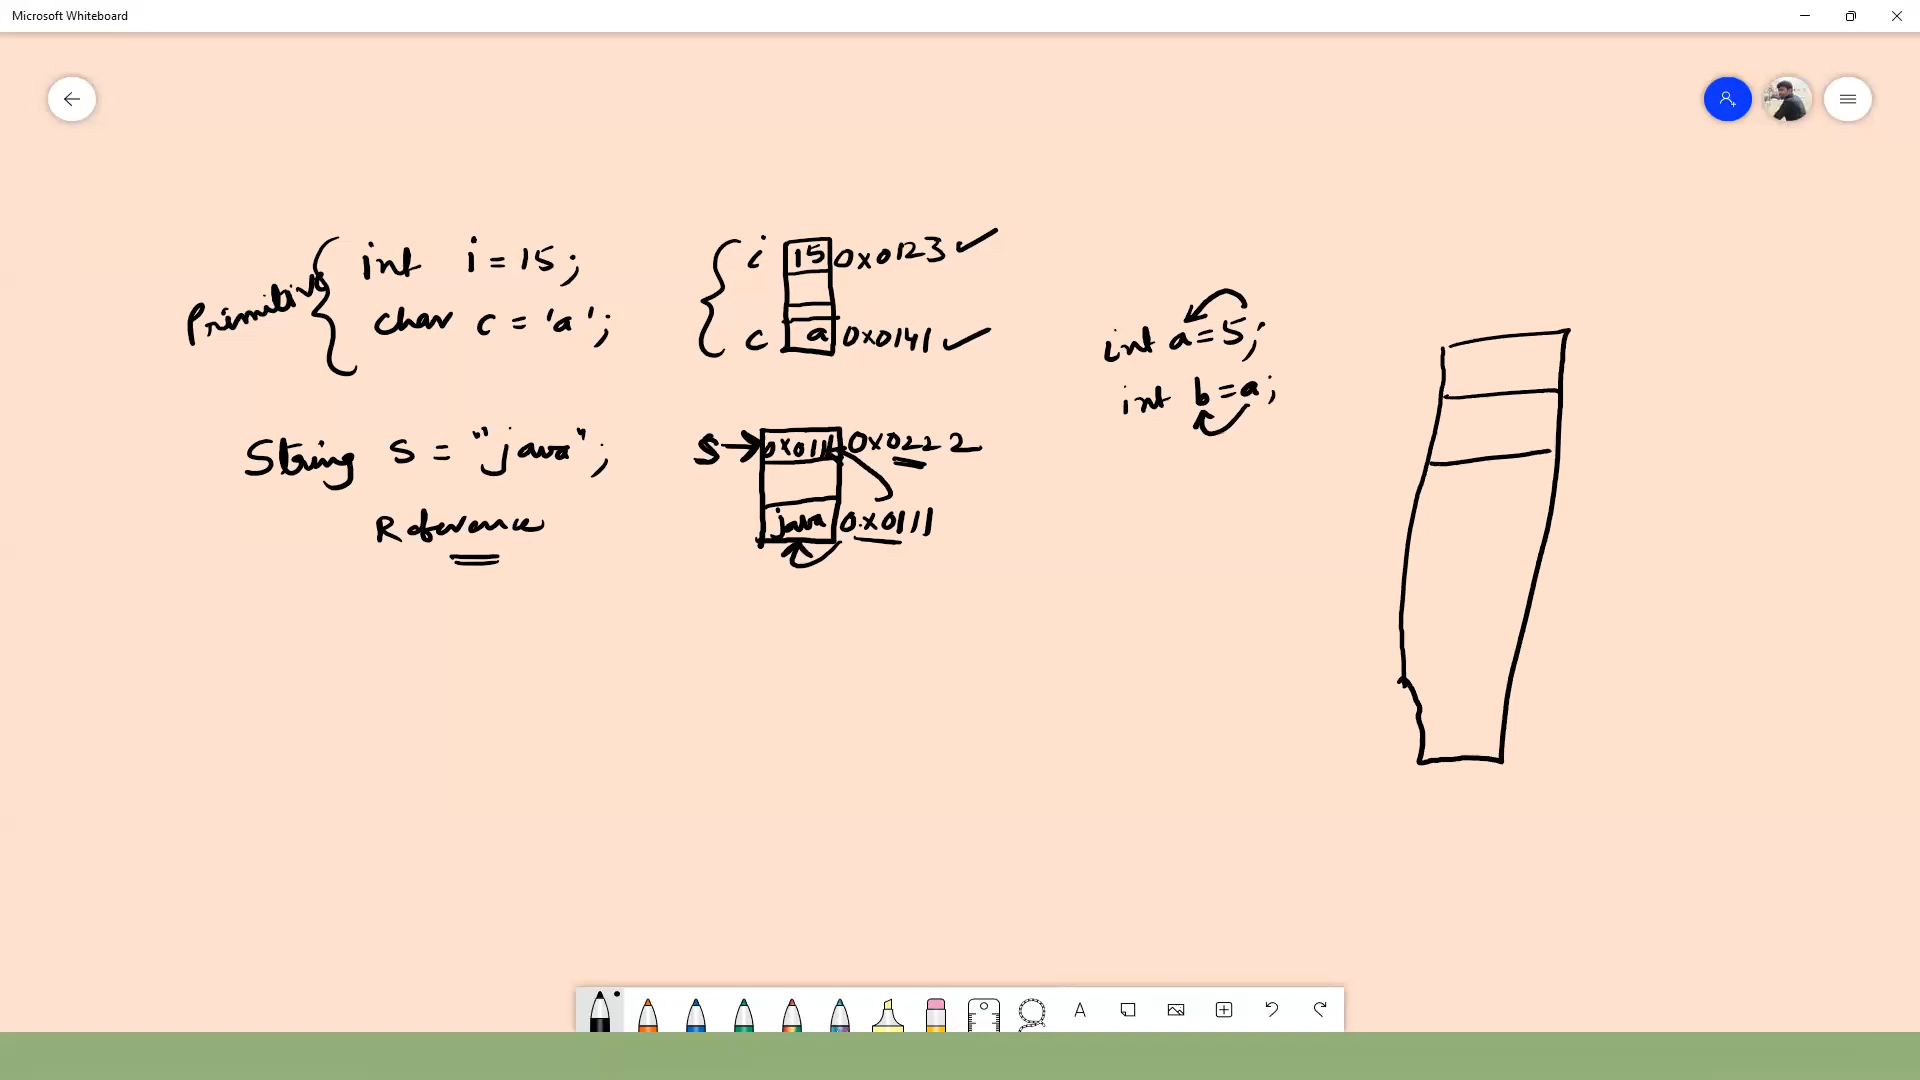 Microsoft Whiteboard
Primitive
int i = 15;
char c = 'a';
i 15 0x0123
c a 0x0141
int a = 5;
int b = a;
String s = "java";
Reference
S 0x0111 0x0222
java 0x0111
A